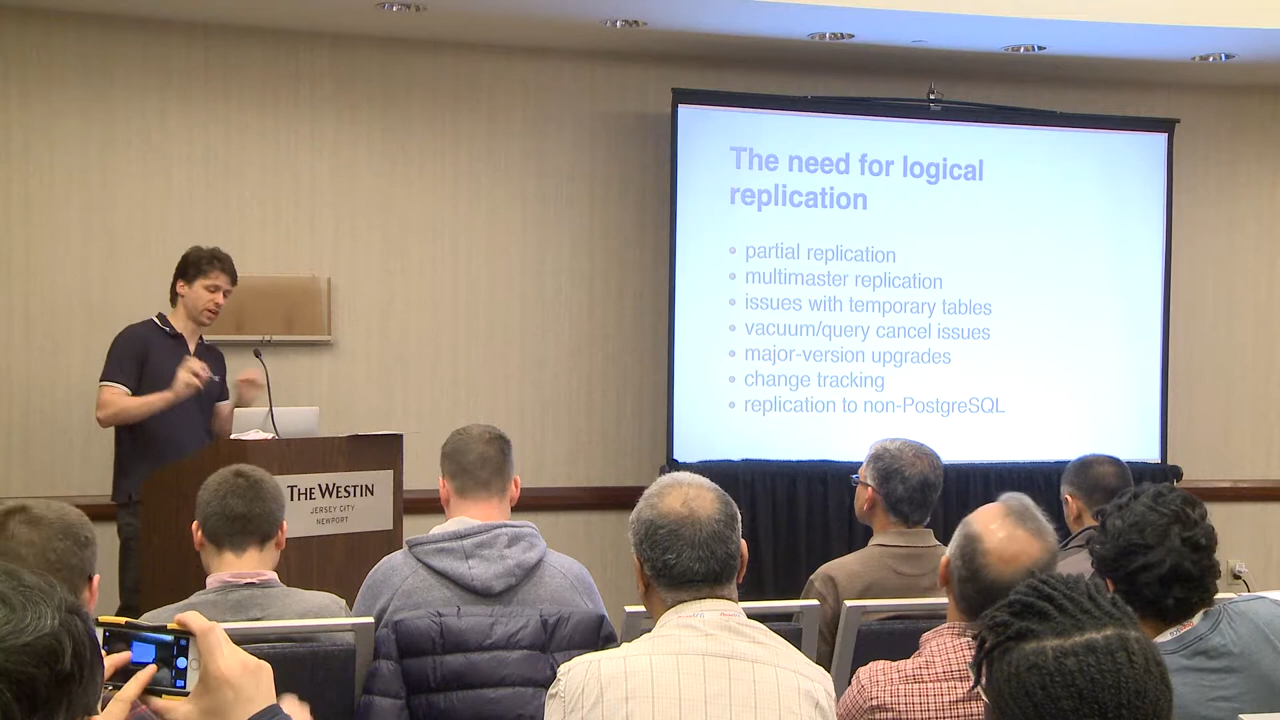 The need for logical
replication
partial replication
multimaster replication
issues with temporary tables
vacuum/query cancel issues
major-version upgrades
change tracking
replication to non-PostgreSQL
THE WESTIN
JERSEY CITY
NEWPORT